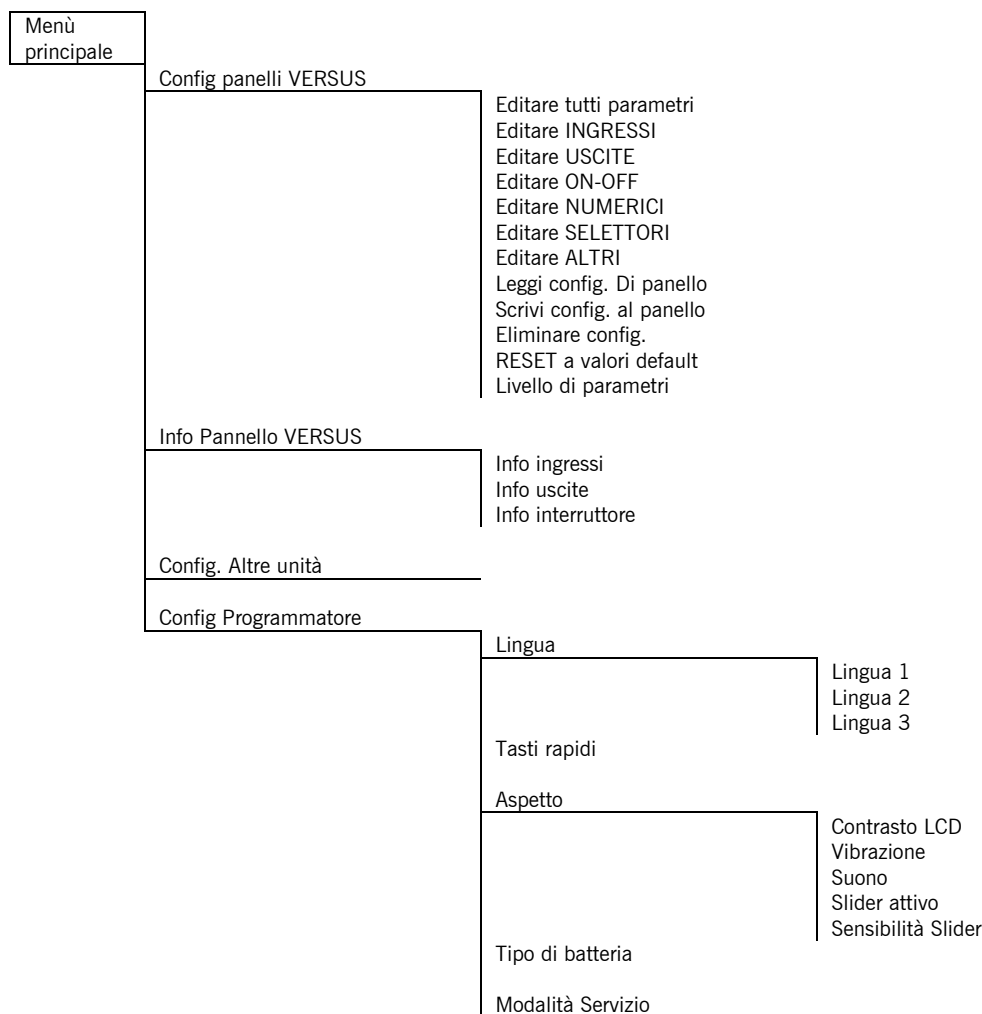 Menù
principale
Config panelli VERSUS
Editare tutti parametri
Editare INGRESSI
Editare USCITE
Editare ON-OFF
Editare NUMERICI
Editare SELETTORI
Editare ALTRI
Leggi config. Di panello
Scrivi config. al panello
Eliminare config.
RESET a valori default
Livello di parametri
Info Pannello VERSUS
Info ingressi
Info uscite
Info interruttore
Config. Altre unità
Config Programmatore
Lingua
Lingua 1
Lingua 2
Lingua 3
Tasti rapidi
Aspetto
Contrasto LCD
Vibrazione
Suono
Slider attivo
Sensibilità Slider
Tipo di batteria
Modalità Servizio